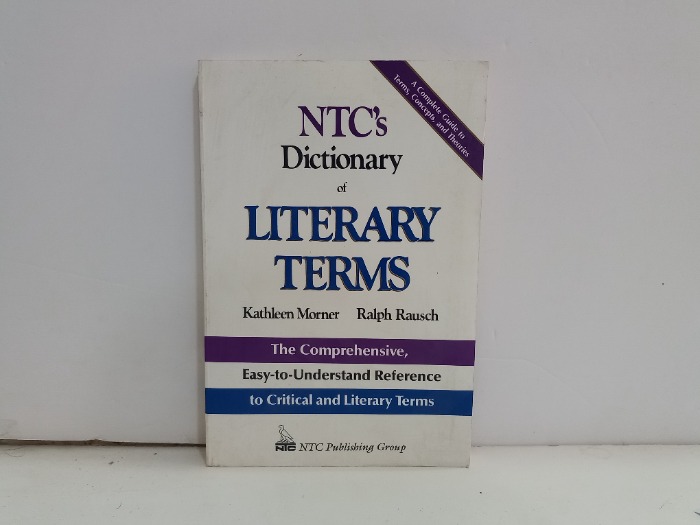 A Complete Guide to
Terms, Concepts, and Theories
NTC's
Dictionary
of
LITERARY
TERMS
Kathleen Morner Ralph Rausch
The Comprehensive,
Easy-to-Understand Reference
to Critical and Literary Terms
NTC NTC Publishing Group